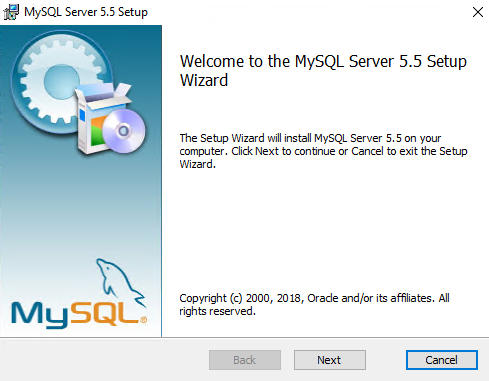 MySQL Server 5.5 Setup
Welcome to the MySQL Server 5.5 Setup
Wizard
The Setup Wizard will install MySQL Server 5.5 on your
computer. Click Next to continue or Cancel to exit the Setup
Wizard.
MySQL®
Copyright (c) 2000, 2018, Oracle and/or its affiliates. All
rights reserved.
Back
Next
Cancel